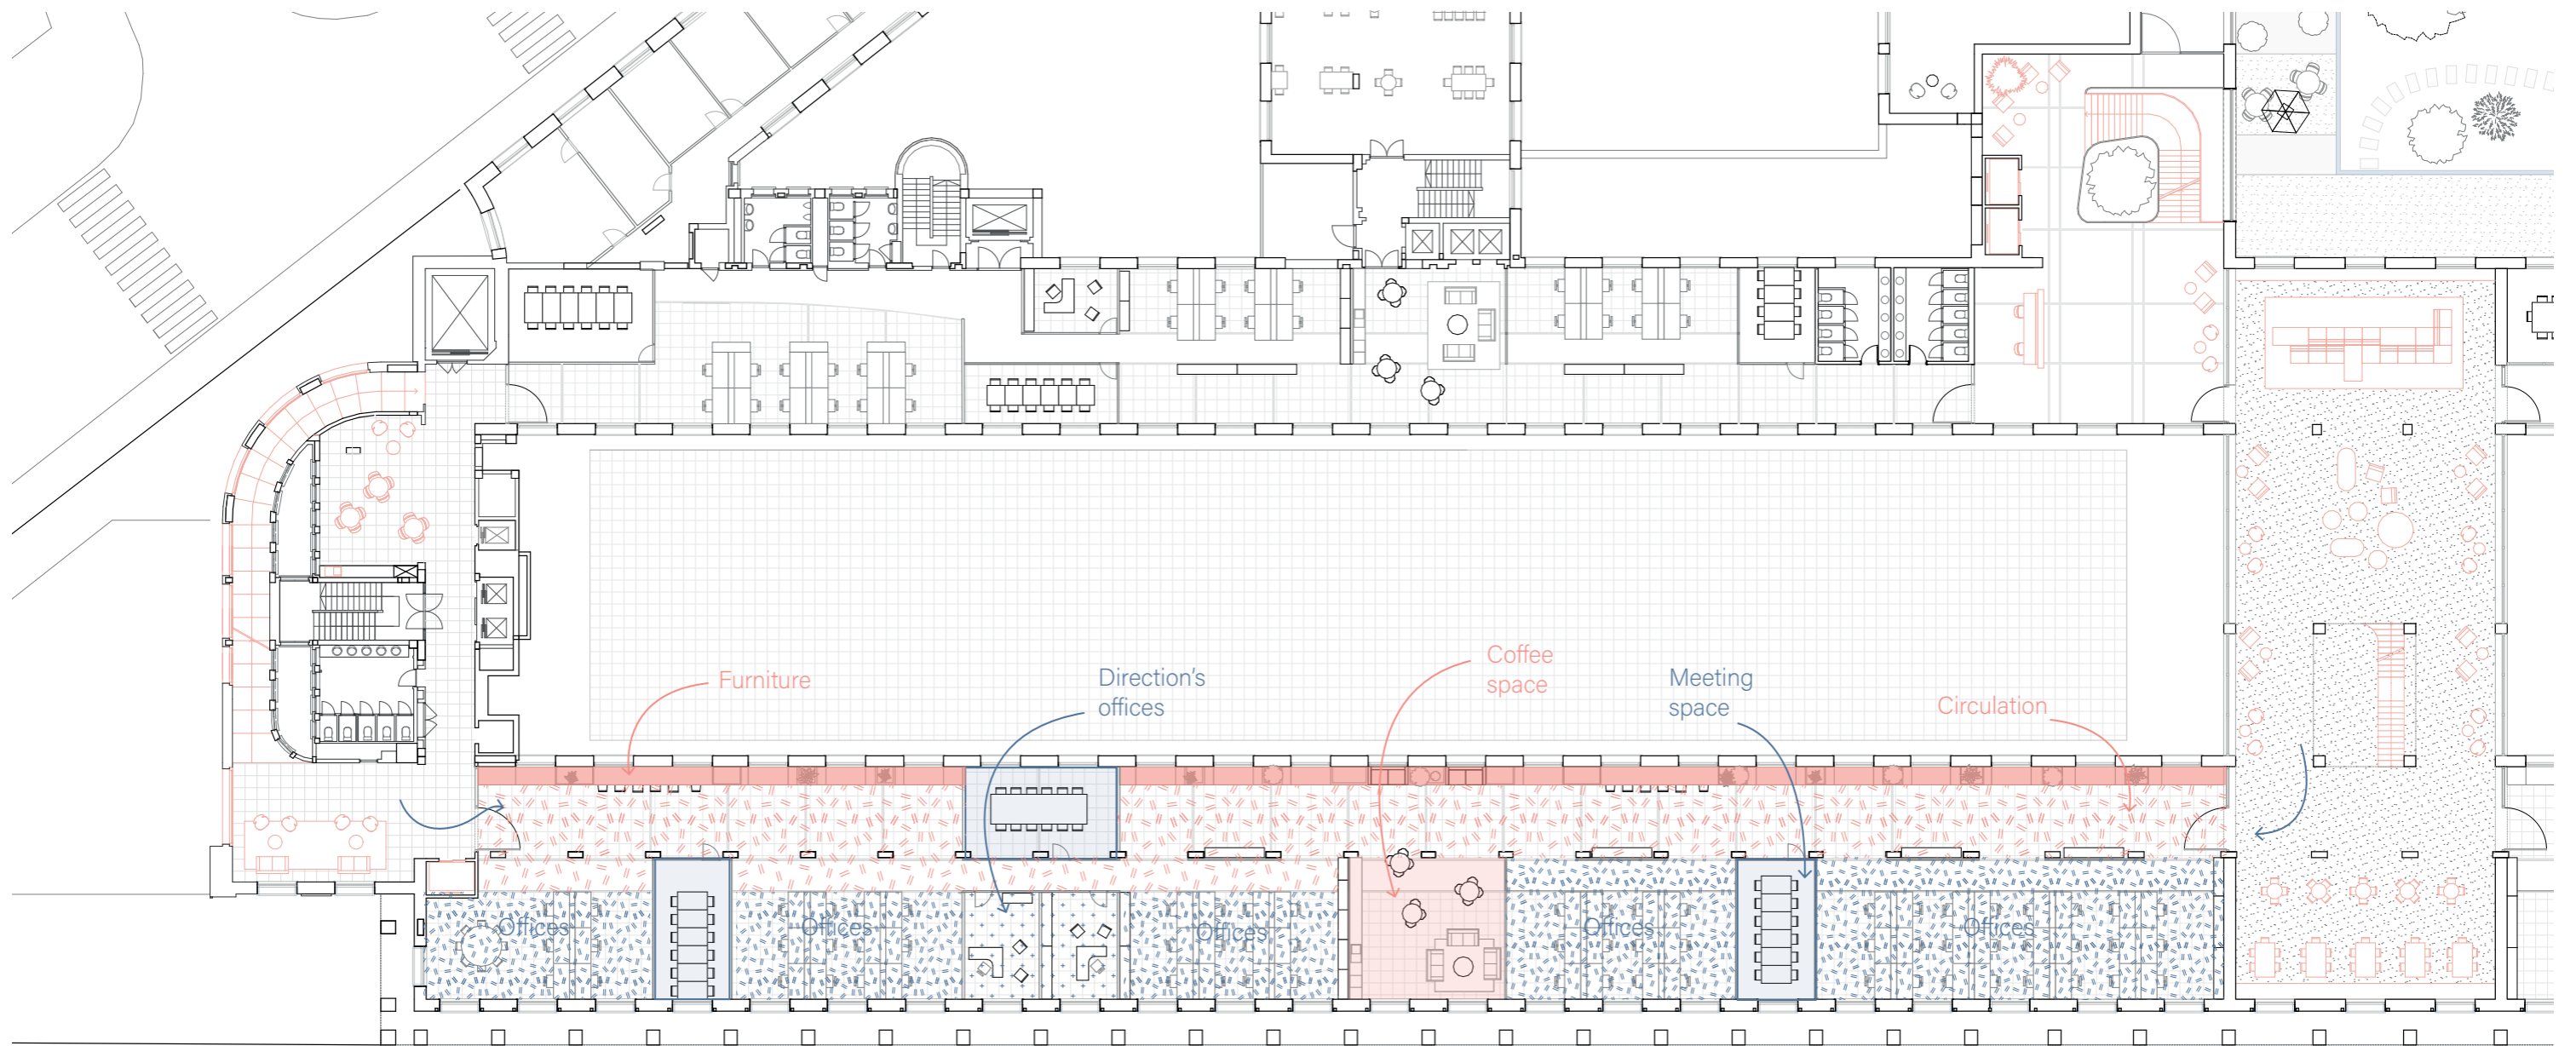 Furniture
Direction's
offices
Coffee
space
Meeting
space
Circulation
Offices
Offices
Offices
Offices
Offices